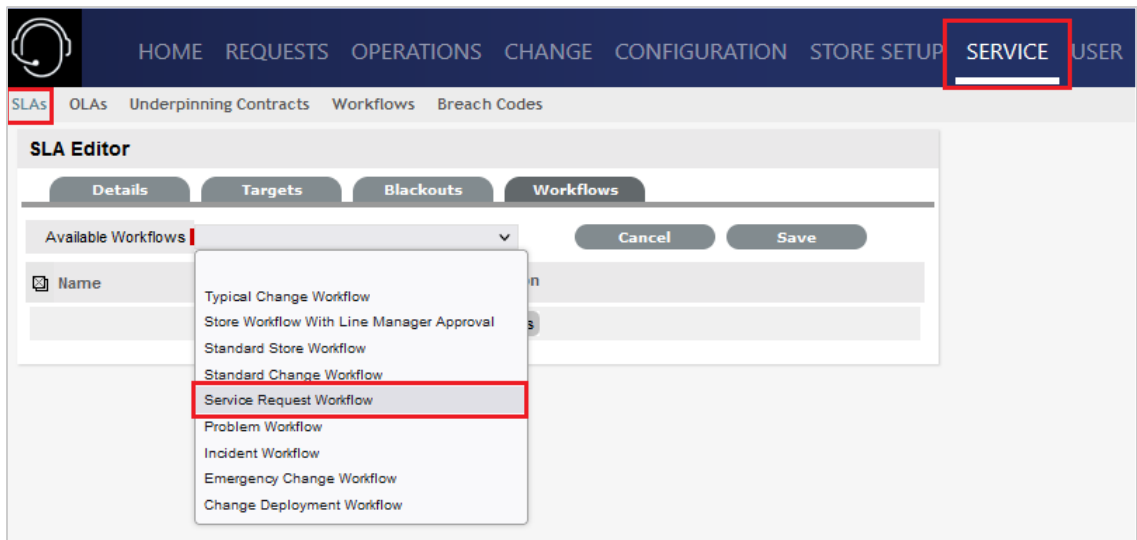 HOME REQUESTS OPERATIONS CHANGE CONFIGURATION STORE SETUP SERVICE USER
SLAs OLAs Underpinning Contracts Workflows Breach Codes
SLA Editor
Details Targets Blackouts Workflows
Available Workflows Cancel Save
Name
Typical Change Workflow
Store Workflow With Line Manager Approval
Standard Store Workflow
Standard Change Workflow
Service Request Workflow
Problem Workflow
Incident Workflow
Emergency Change Workflow
Change Deployment Workflow